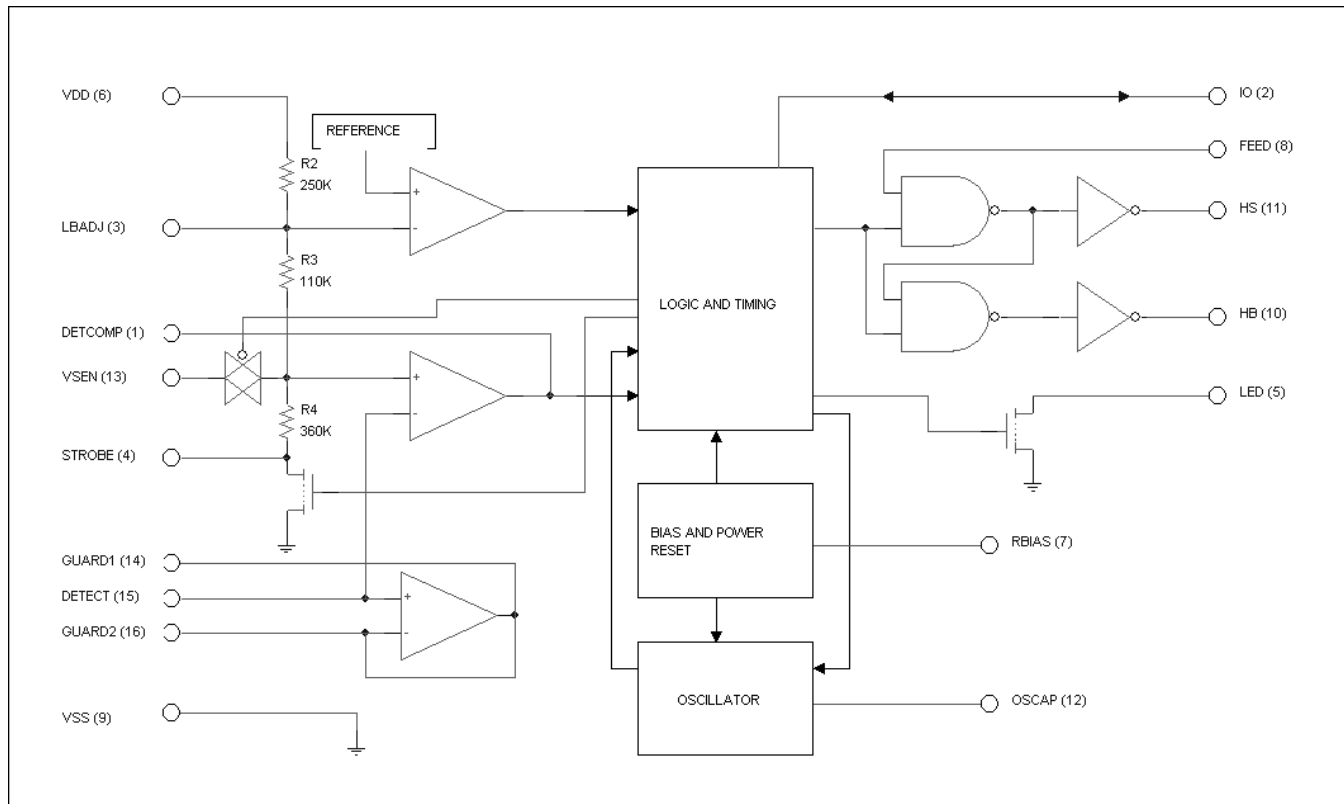 VDD (6)
REFERENCE
R2
250K
+
-
LBADJ (3)
R3
110K
DETCOMP (1)
VSEN (13)
+
-
R4
360K
STROBE (4)
GUARD1 (14)
DETECT (15)
GUARD2 (16)
+
-
VSS (9)
LOGIC AND TIMING
BIAS AND POWER
RESET
OSCILLATOR
IO (2)
FEED (8)
HS (11)
HB (10)
LED (5)
RBIAS (7)
OSCAP (12)